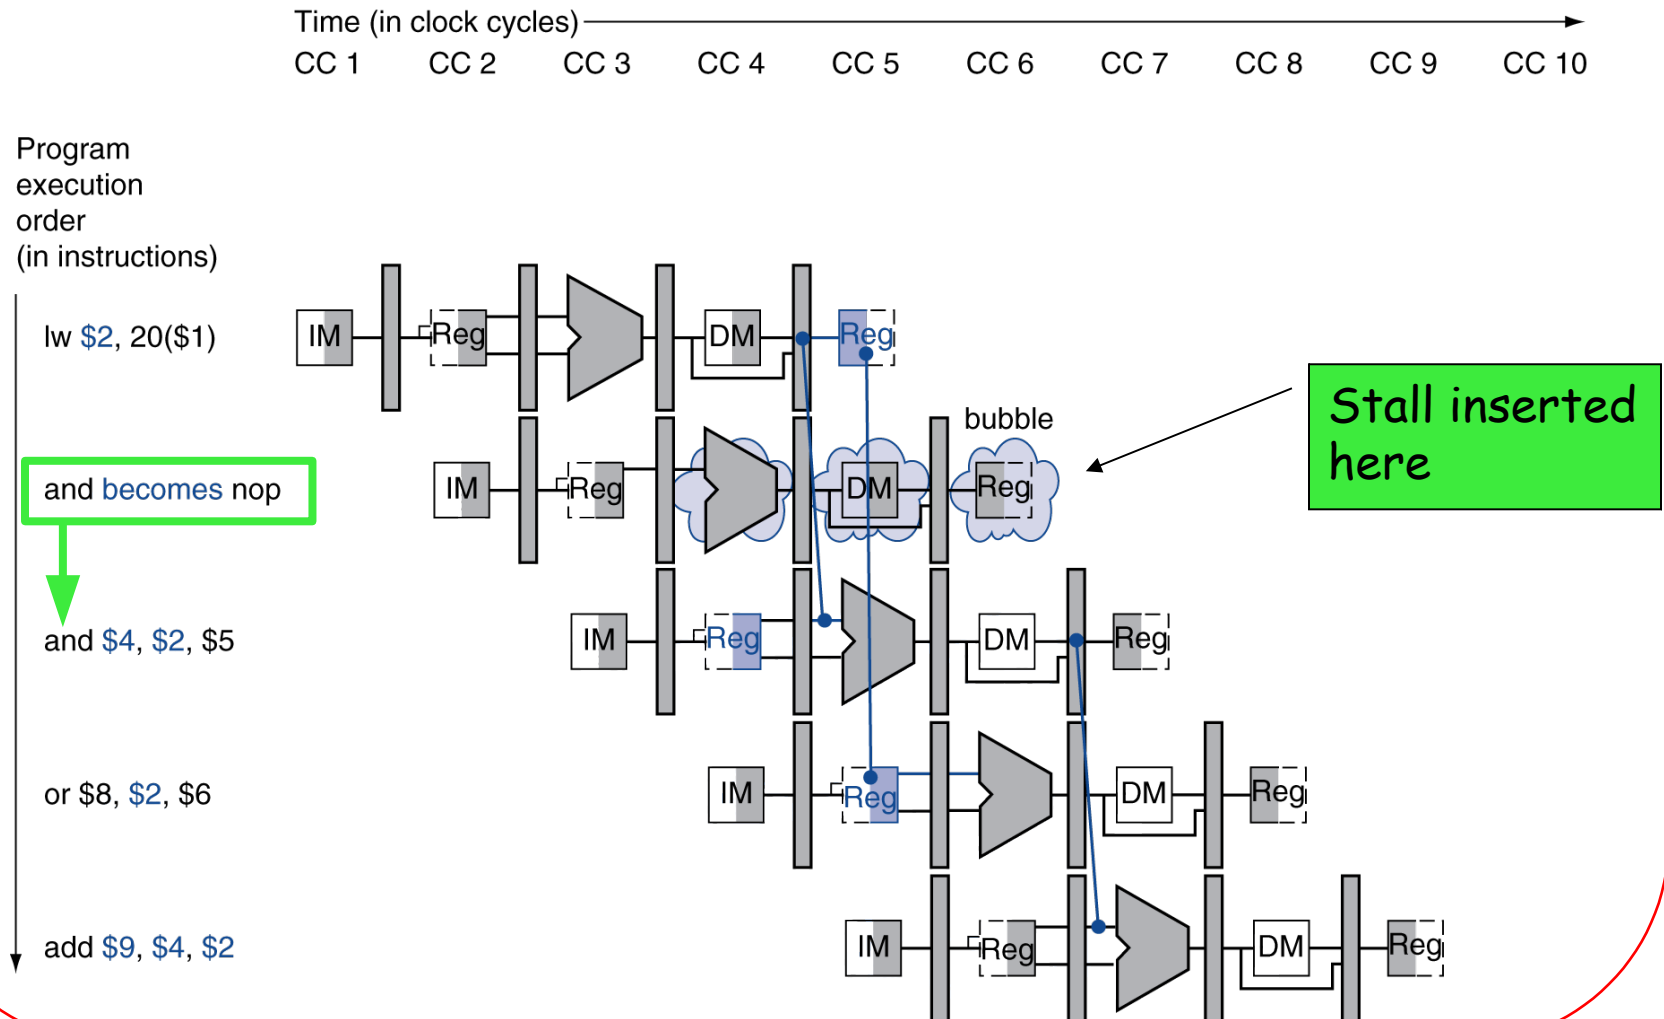 Time (in clock cycles)
CC 1 CC 2 CC 3 CC 4 CC 5 CC 6 CC 7 CC 8 CC 9 CC 10
Program
execution
order
(in instructions)
lw $2, 20($1)
IM Reg DM Reg
bubble
Stall inserted
here
and becomes nop
IM Reg DM Reg
and $4, $2, $5
IM Reg DM Reg
or $8, $2, $6
IM Reg DM Reg
add $9, $4, $2
IM Reg DM Reg